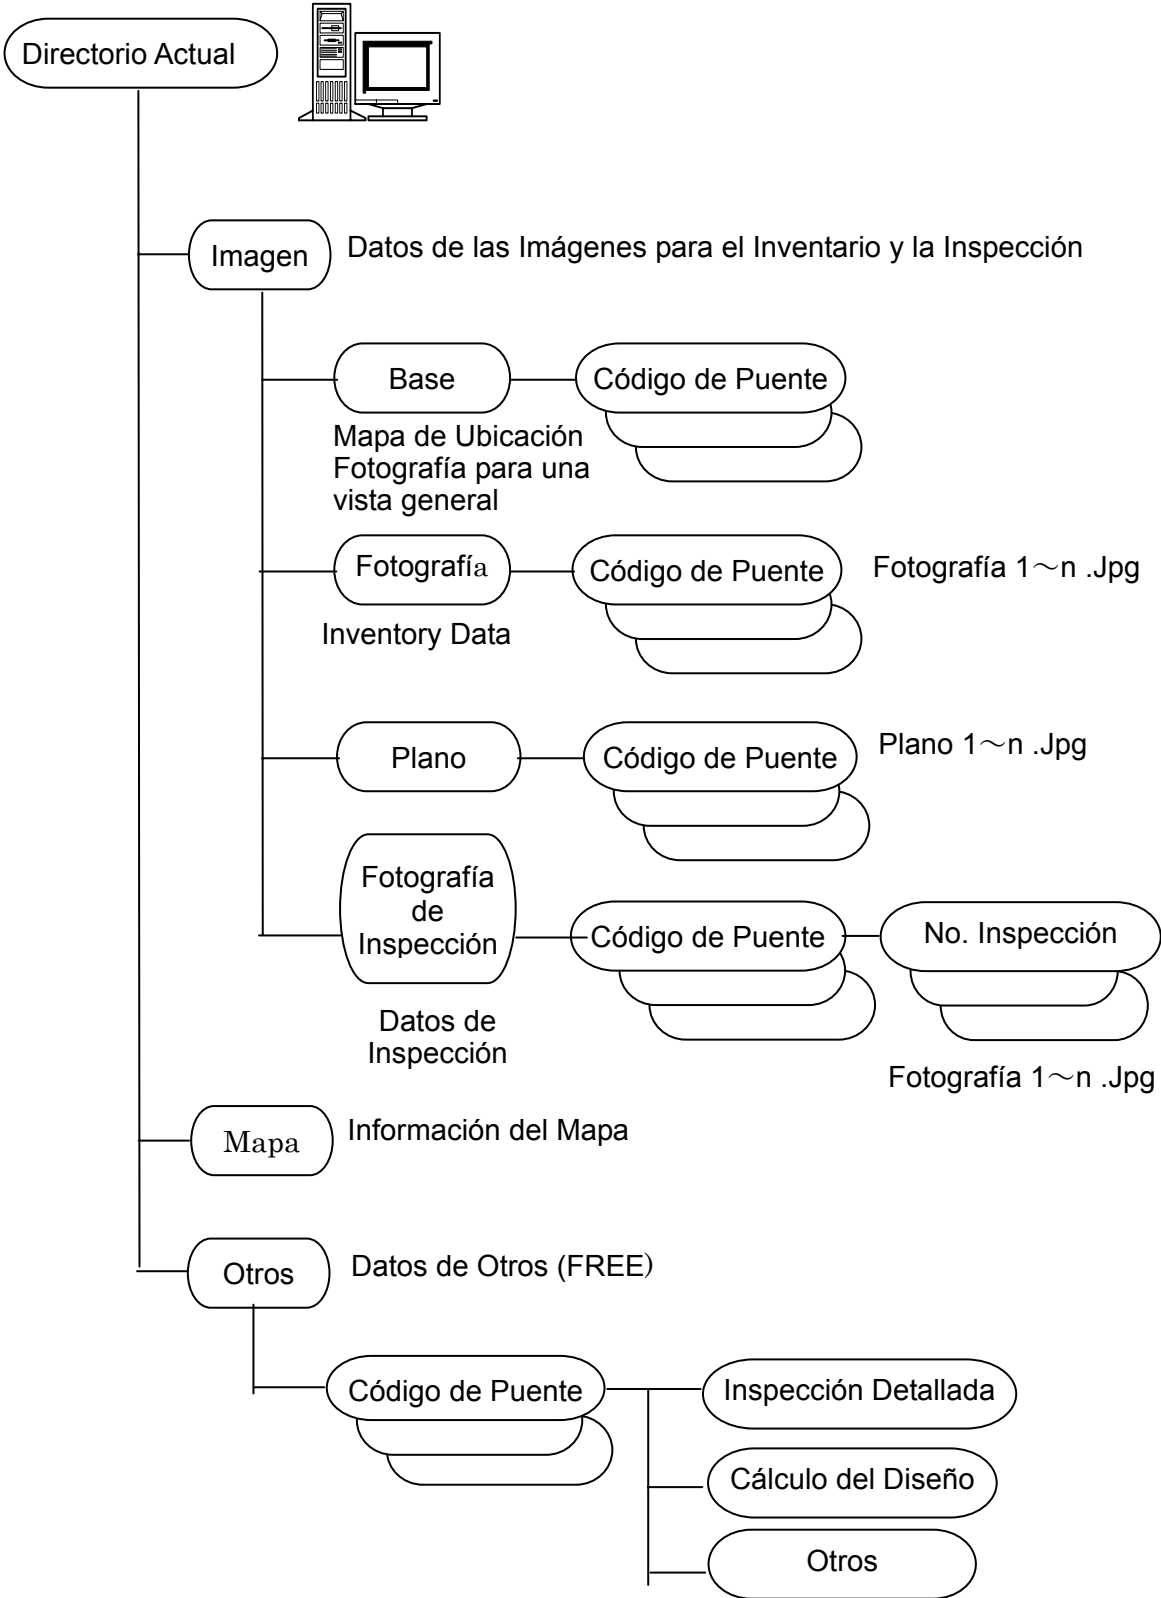 Directorio Actual
Imagen
Datos de las Imágenes para el Inventario y la Inspección
Base
Código de Puente
Mapa de Ubicación
Fotografía para una
vista general
Fotografía
Código de Puente
Fotografía 1～n .Jpg
Inventory Data
Plano
Código de Puente
Plano 1～n .Jpg
Fotografía
de
Inspección
Código de Puente
No. Inspección
Datos de
Inspección
Fotografía 1～n .Jpg
Mapa
Información del Mapa
Otros
Datos de Otros (FREE)
Código de Puente
Inspección Detallada
Cálculo del Diseño
Otros